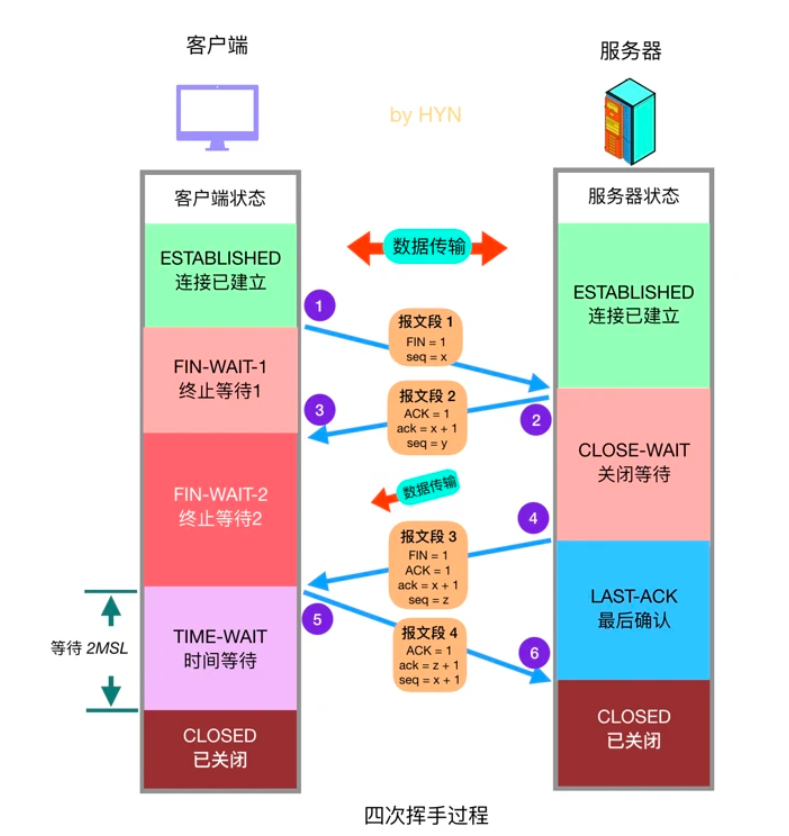 客户端
服务器
by HYN
客户端状态
服务器状态
ESTABLISHED
连接已建立
数据传输
ESTABLISHED
连接已建立
1
报文段 1
FIN = 1
seq = x
FIN-WAIT-1
终止等待1
报文段 2
ACK = 1
ack = x + 1
seq = y
3
2
CLOSE-WAIT
关闭等待
FIN-WAIT-2
终止等待2
数据传输
4
报文段 3
FIN = 1
ACK = 1
ack = x + 1
seq = z
LAST-ACK
最后确认
5
等待 2MSL
TIME-WAIT
时间等待
报文段 4
ACK = 1
ack = z + 1
seq = x + 1
6
CLOSED
已关闭
CLOSED
已关闭
四次挥手过程